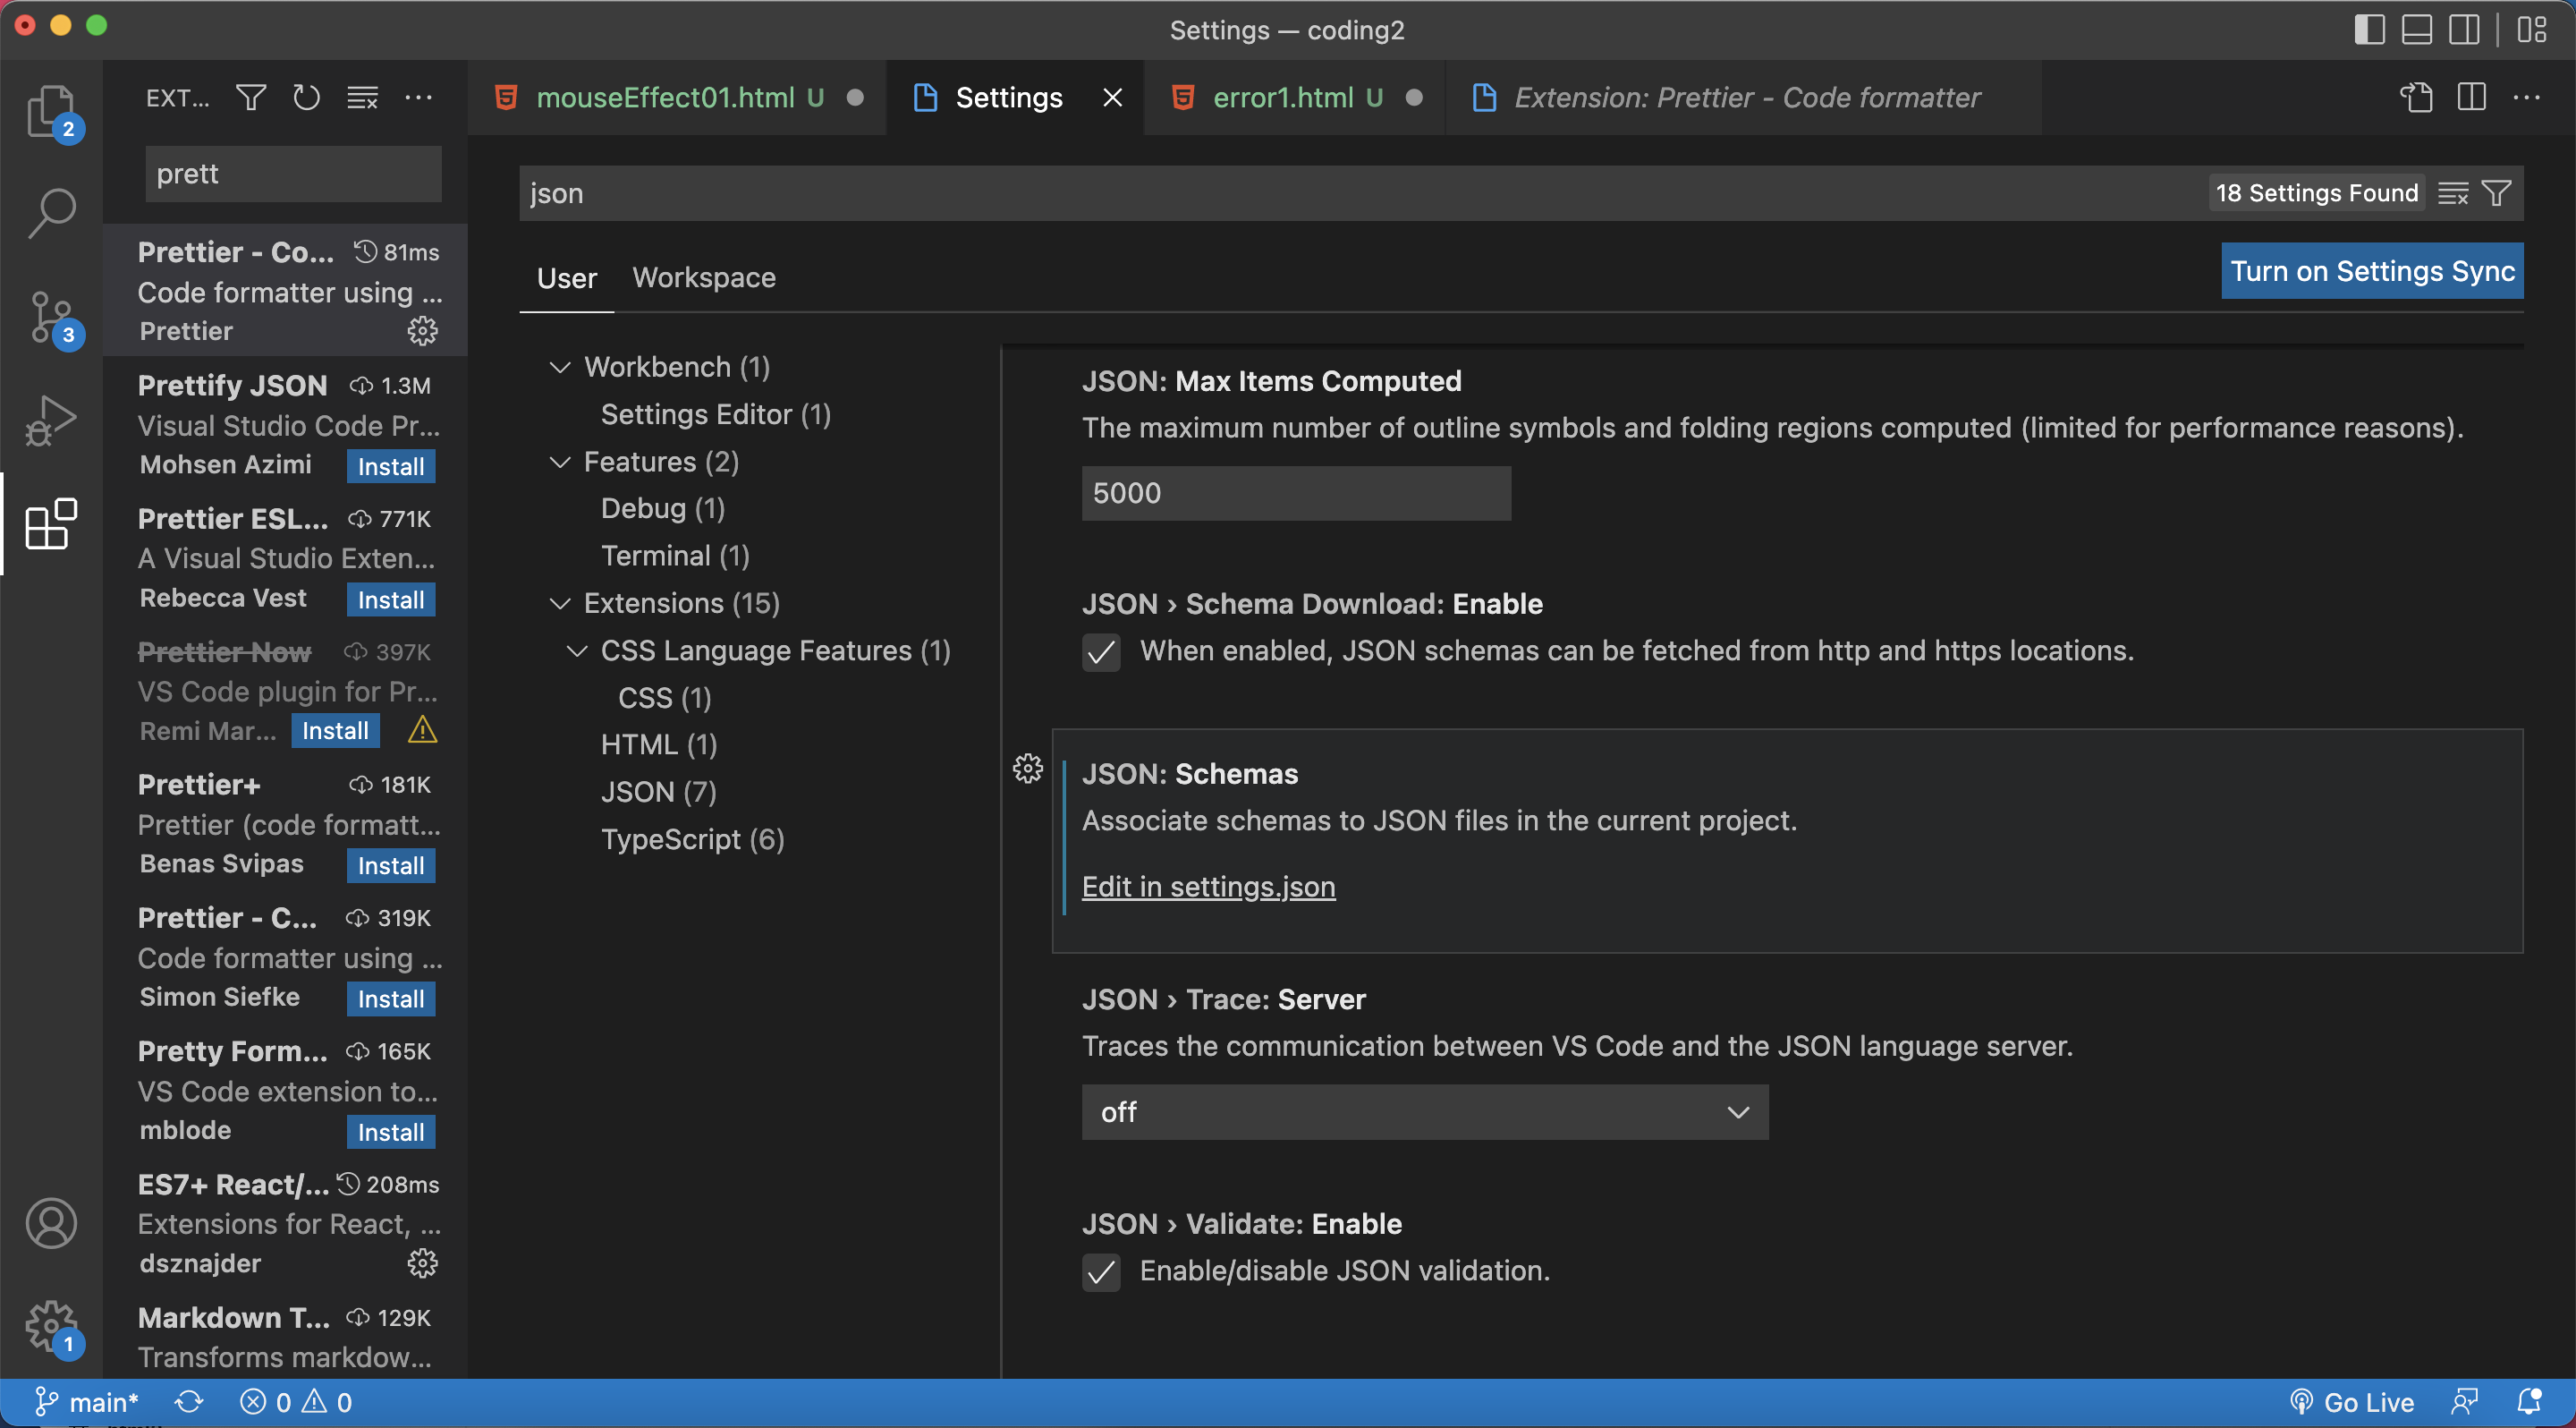 Settings — coding2
EXT...
mouseEffect01.html U
Settings
error1.html U
Extension: Prettier - Code formatter
prett
Prettier - Co... 81ms
Code formatter using ...
Prettier
Prettify JSON 1.3M
Visual Studio Code Pr...
Mohsen Azimi Install
Prettier ESL... 771K
A Visual Studio Exten...
Rebecca Vest Install
Prettier Now 397K
VS Code plugin for Pr...
Remi Mar... Install
Prettier+ 181K
Prettier (code formatt...
Benas Svipas Install
Prettier - C... 319K
Code formatter using ...
Simon Siefke Install
Pretty Form... 165K
VS Code extension to...
mblode Install
ES7+ React/... 208ms
Extensions for React, ...
dsznajder
Markdown T... 129K
Transforms markdow...
2
3
1
json
18 Settings Found
User Workspace
Turn on Settings Sync
Workbench (1)
Settings Editor (1)
Features (2)
Debug (1)
Terminal (1)
Extensions (15)
CSS Language Features (1)
CSS (1)
HTML (1)
JSON (7)
TypeScript (6)
JSON: Max Items Computed
The maximum number of outline symbols and folding regions computed (limited for performance reasons).
5000
JSON › Schema Download: Enable
When enabled, JSON schemas can be fetched from http and https locations.
JSON: Schemas
Associate schemas to JSON files in the current project.
Edit in settings.json
JSON › Trace: Server
Traces the communication between VS Code and the JSON language server.
off
JSON › Validate: Enable
Enable/disable JSON validation.
main*
0 0
Go Live